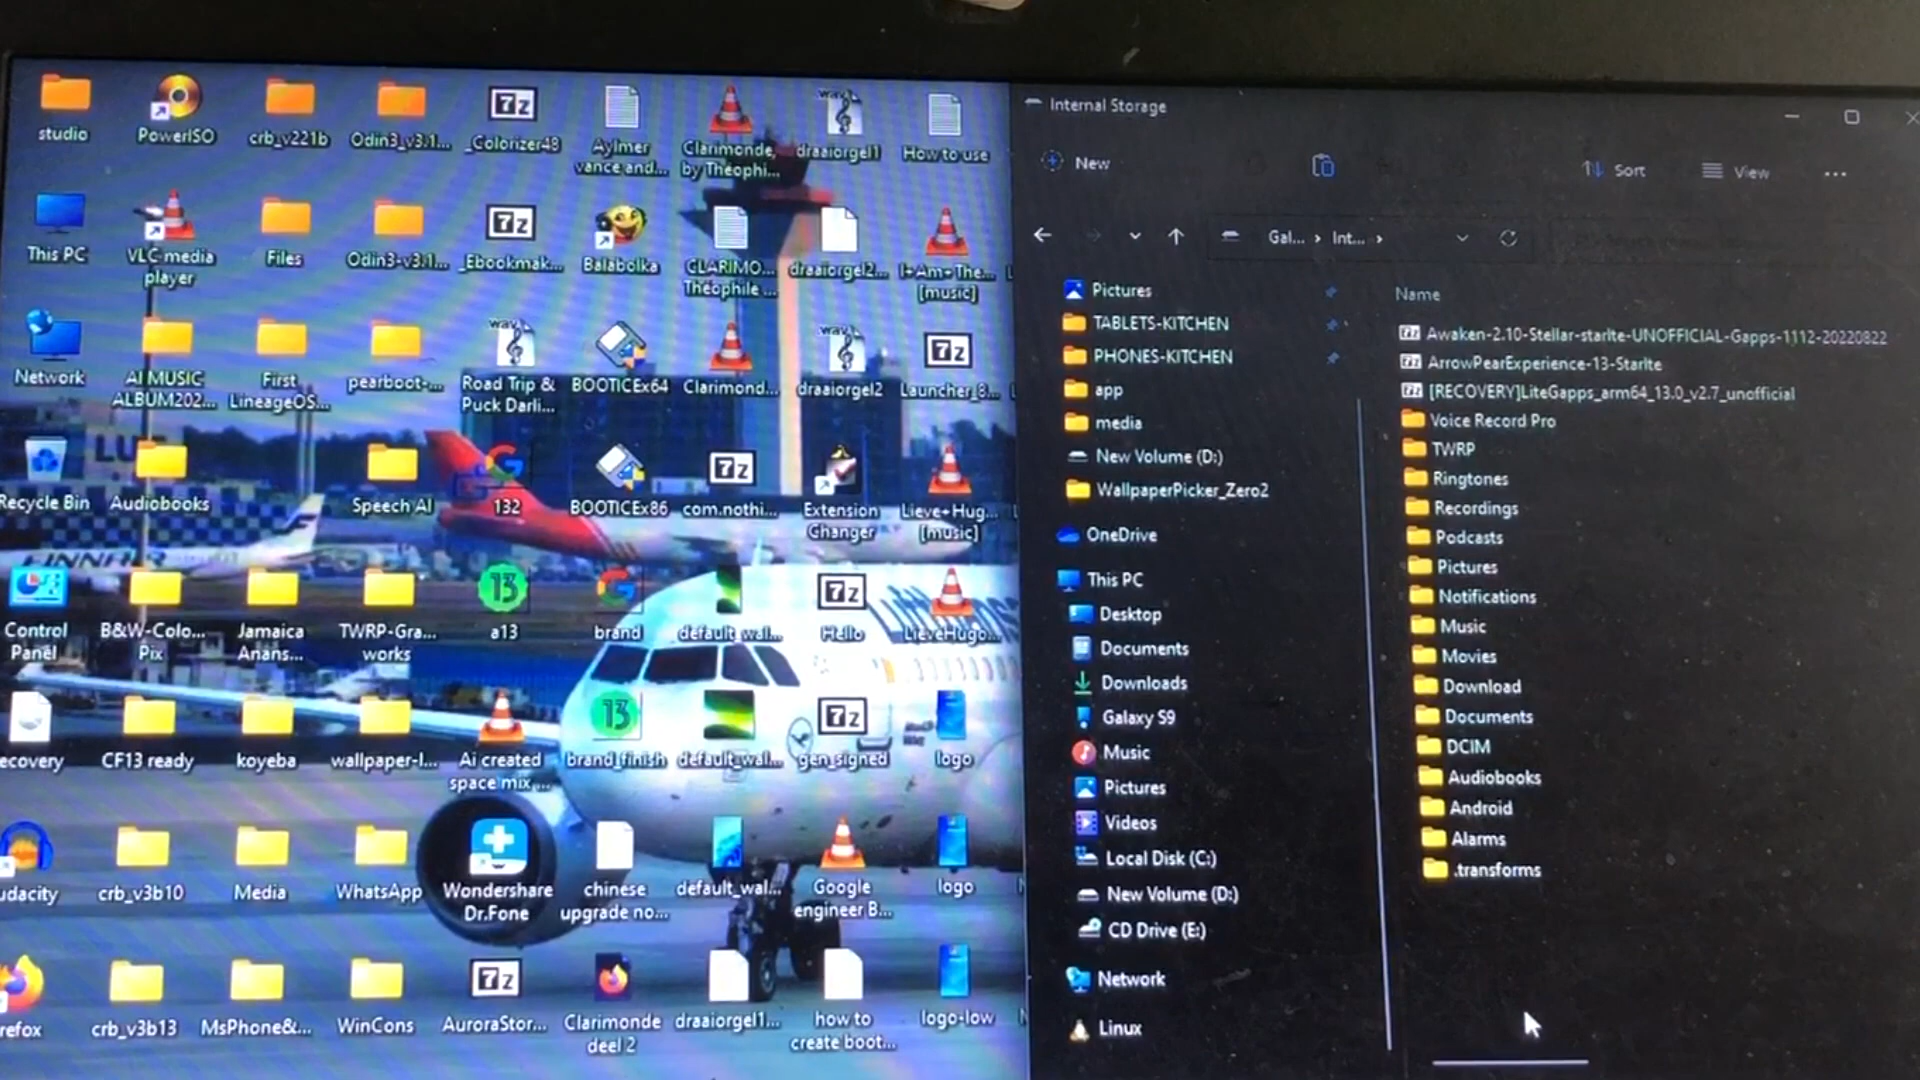 studio
PowerISO
crb_v221b
Odin3_v3.1...
_Colorizer48
Aylmer
vance and...
Clarimonde,
by Theophi...
draaiorgel1
How to use
This PC
VLC media
player
Files
Odin3-v3.1...
_Ebookmak...
Balabolka
CLARIMO...
Theophile ...
draaiorgel2...
I+Am+The...
[music]
Network
AI MUSIC
ALBUM202...
First
LineageOS...
pearboot-...
Road Trip &
Puck Darli...
BOOTICEx64
Clarimond...
draaiorgel2
Launcher_8...
Recycle Bin
Audiobooks
Speech AI
132
BOOTICEx86
com.nothi...
Extension
Changer
Lieve+Hug...
[music]
FINNAIR
Control
Panel
B&W-Colo...
Pix
Jamaica
Anans...
TWRP-Gra...
works
a13
brand
default_wal...
Hello
LieveHugo...
ecovery
CF13 ready
koyeba
wallpaper-l...
Ai created
space mix ...
brand_finish
default_wal...
gen_signed
logo
udacity
crb_v3b10
Media
WhatsApp
Wondershare
Dr.Fone
chinese
upgrade no...
default_wal...
Google
engineer B...
logo
refox
crb_v3b13
MsPhone&...
WinCons
AuroraStor...
Clarimonde
deel 2
draaiorgel1...
how to
create boot...
logo-low
Internal Storage
New
Sort
View
Gal... › Int... ›
Pictures
TABLETS-KITCHEN
PHONES-KITCHEN
app
media
New Volume (D:)
WallpaperPicker_Zero2
OneDrive
This PC
Desktop
Documents
Downloads
Galaxy S9
Music
Pictures
Videos
Local Disk (C:)
New Volume (D:)
CD Drive (E:)
Network
Linux
Name
Awaken-2.10-Stellar-starlte-UNOFFICIAL-Gapps-1112-20220822
ArrowPearExperience-13-Starlte
[RECOVERY]LiteGapps_arm64_13.0_v2.7_unofficial
Voice Record Pro
TWRP
Ringtones
Recordings
Podcasts
Pictures
Notifications
Music
Movies
Download
Documents
DCIM
Audiobooks
Android
Alarms
.transforms